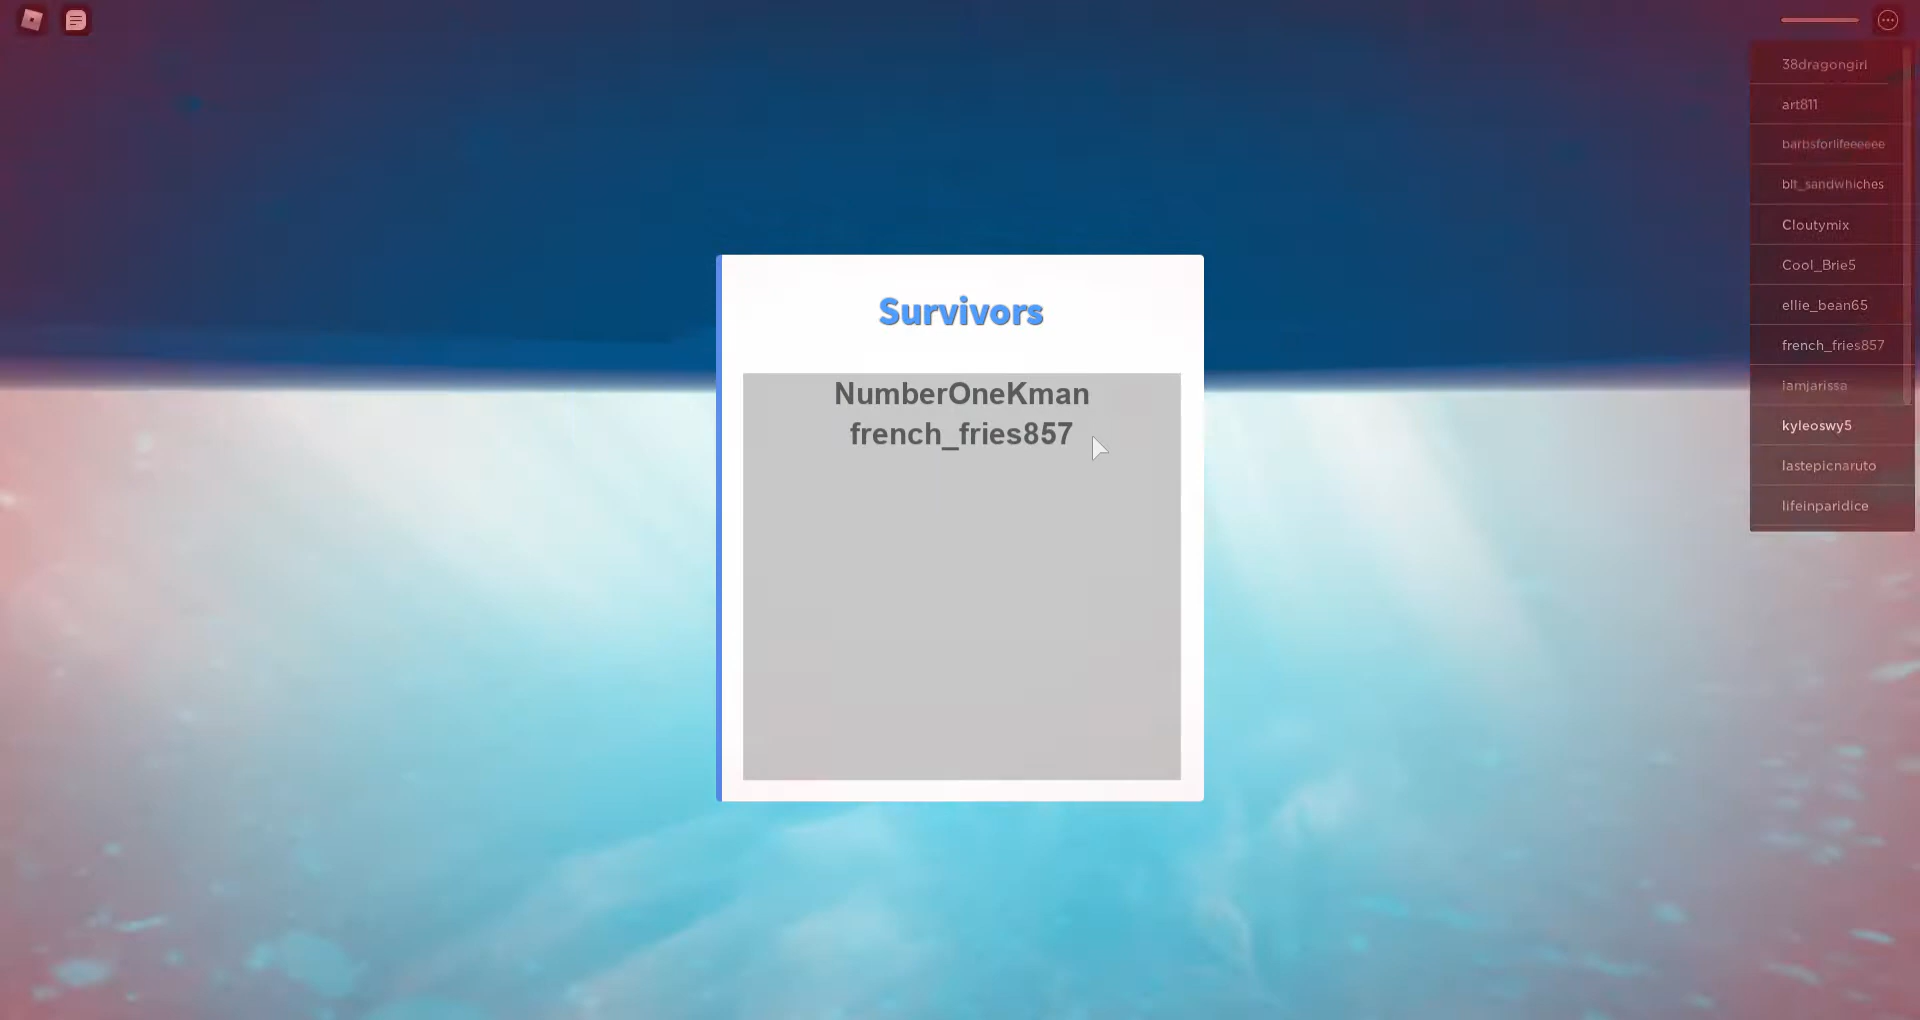 Survivors
NumberOneKman
french_fries857
38dragongirl
art811
barbsforlifeeeeee
blt_sandwhiches
Cloutymix
Cool_Brie5
ellie_bean65
french_fries857
iamjarissa
kyleoswy5
lastepicnaruto
lifeinparidice